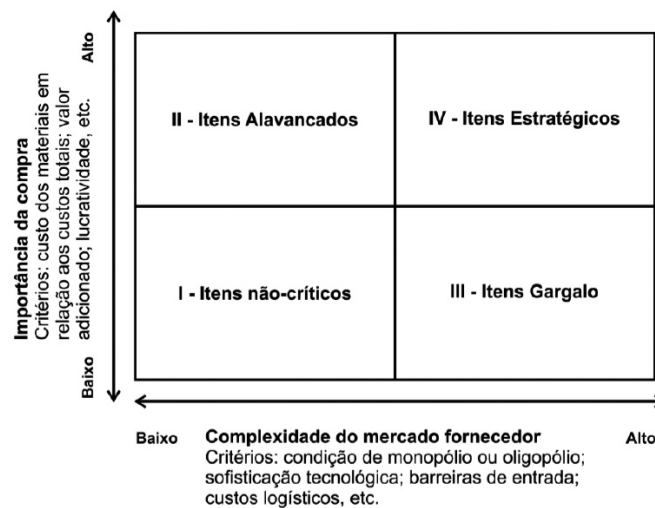 Importância da compra
Critérios: custo dos materiais em
relação aos custos totais; valor
adicionado; lucratividade, etc.
Alto
Baixo
II - Itens Alavancados
IV - Itens Estratégicos
I - Itens não-críticos
III - Itens Gargalo
Baixo
Complexidade do mercado fornecedor
Alto
Critérios: condição de monopólio ou oligopólio;
sofisticação tecnológica; barreiras de entrada;
custos logísticos, etc.